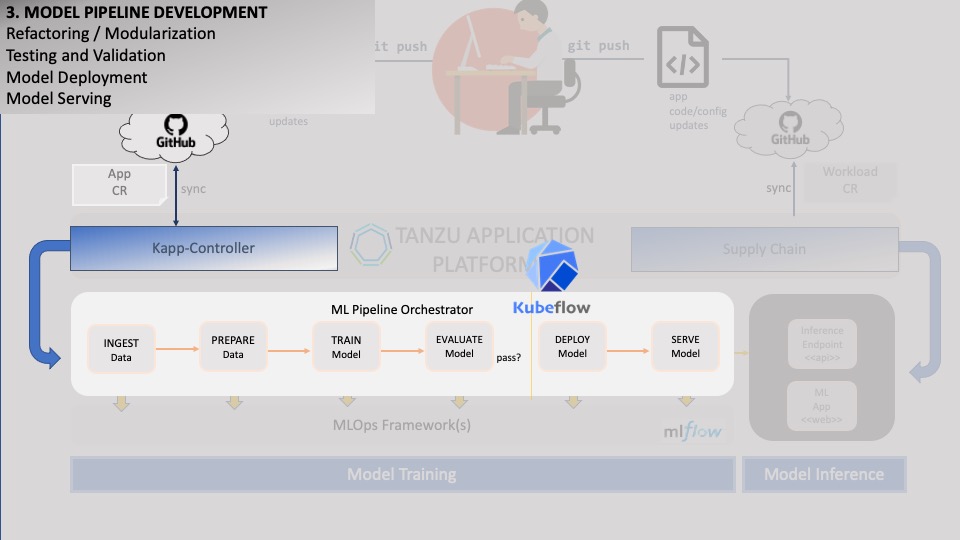 3. MODEL PIPELINE DEVELOPMENT
Refactoring / Modularization
Testing and Validation
Model Deployment
Model Serving
it push
git push
updates
app
code/config
updates
GitHub
GitHub
App
CR
sync
sync
Workload
CR
Kapp-Controller
TANZU APPLICATION
PLATFORM
Supply Chain
Kubeflow
ML Pipeline Orchestrator
INGEST
Data
PREPARE
Data
TRAIN
Model
EVALUATE
Model
pass?
DEPLOY
Model
SERVE
Model
Inference
Endpoint
<<api>>
ML
App
<<web>>
MLOps Framework(s)
mlflow
Model Training
Model Inference